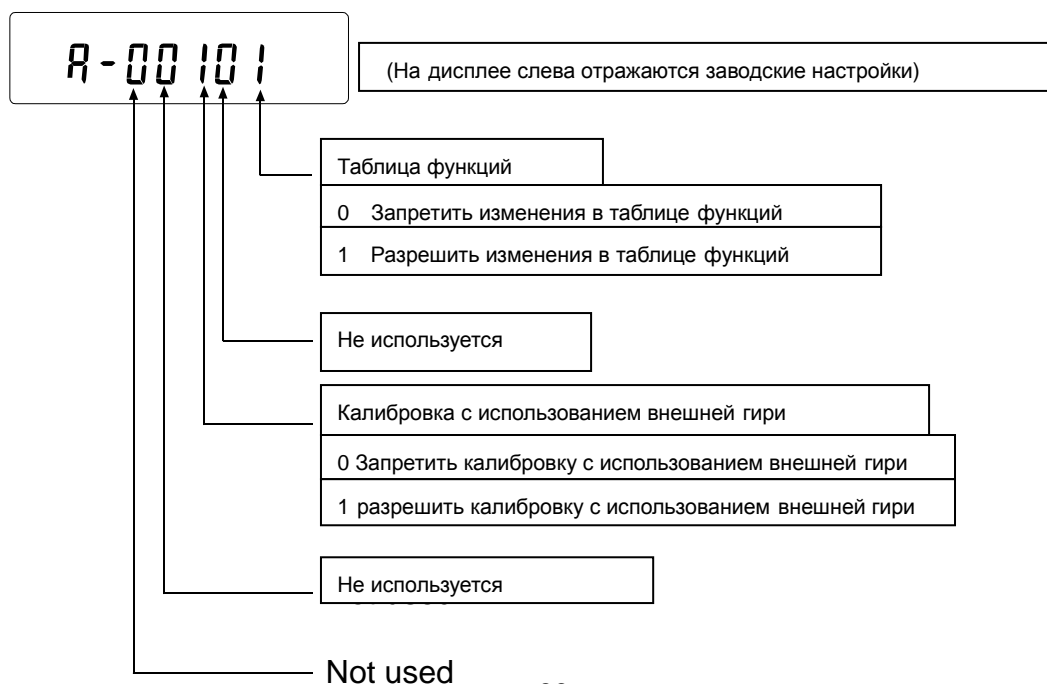 A-00101
(На дисплее слева отражаются заводские настройки)
Таблица функций
0 Запретить изменения в таблице функций
1 Разрешить изменения в таблице функций
Не используется
Калибровка с использованием внешней гири
0 Запретить калибровку с использованием внешней гири
1 разрешить калибровку с использованием внешней гири
Не используется
Not used